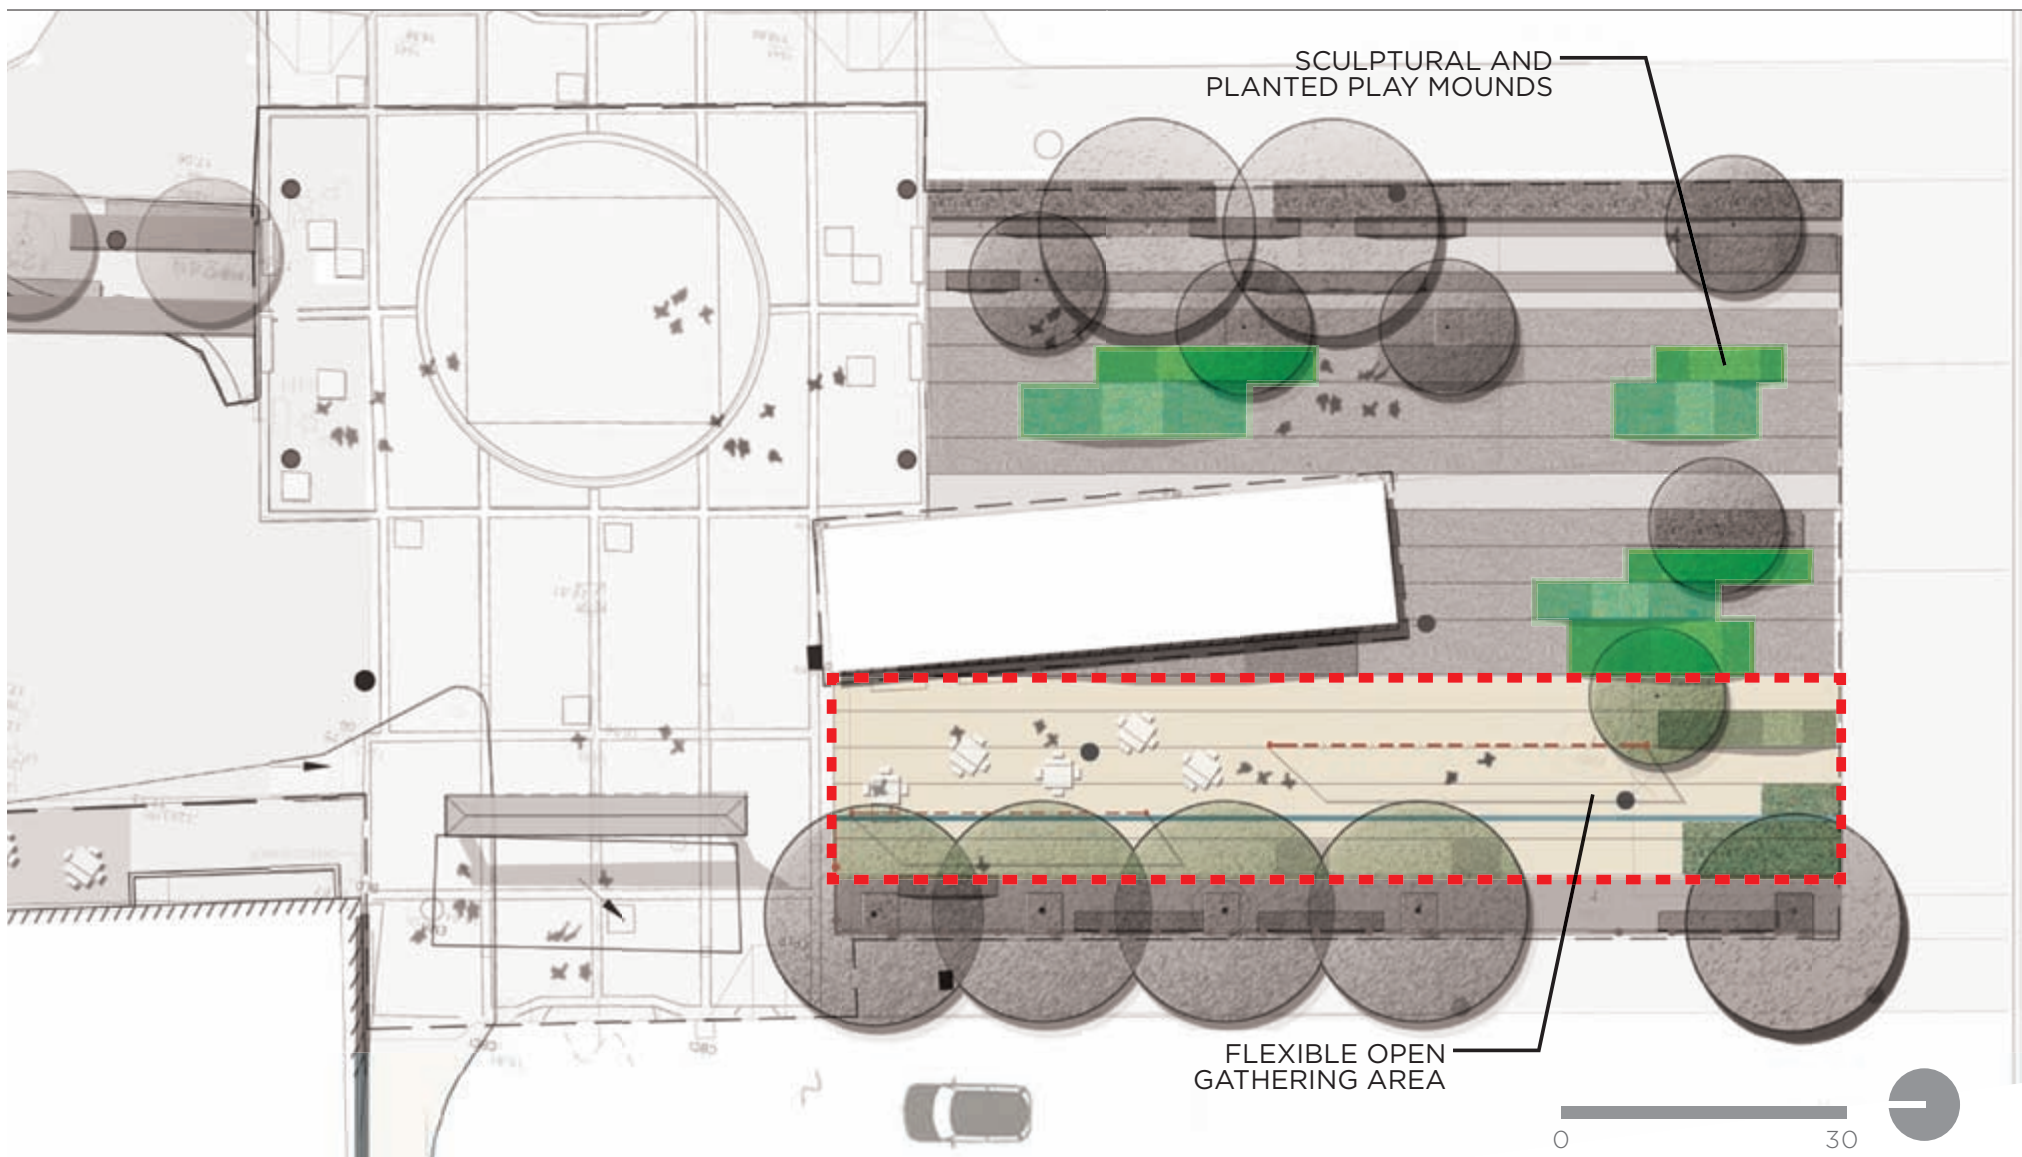 SCULPTURAL AND
PLANTED PLAY MOUNDS
FLEXIBLE OPEN
GATHERING AREA
0 30